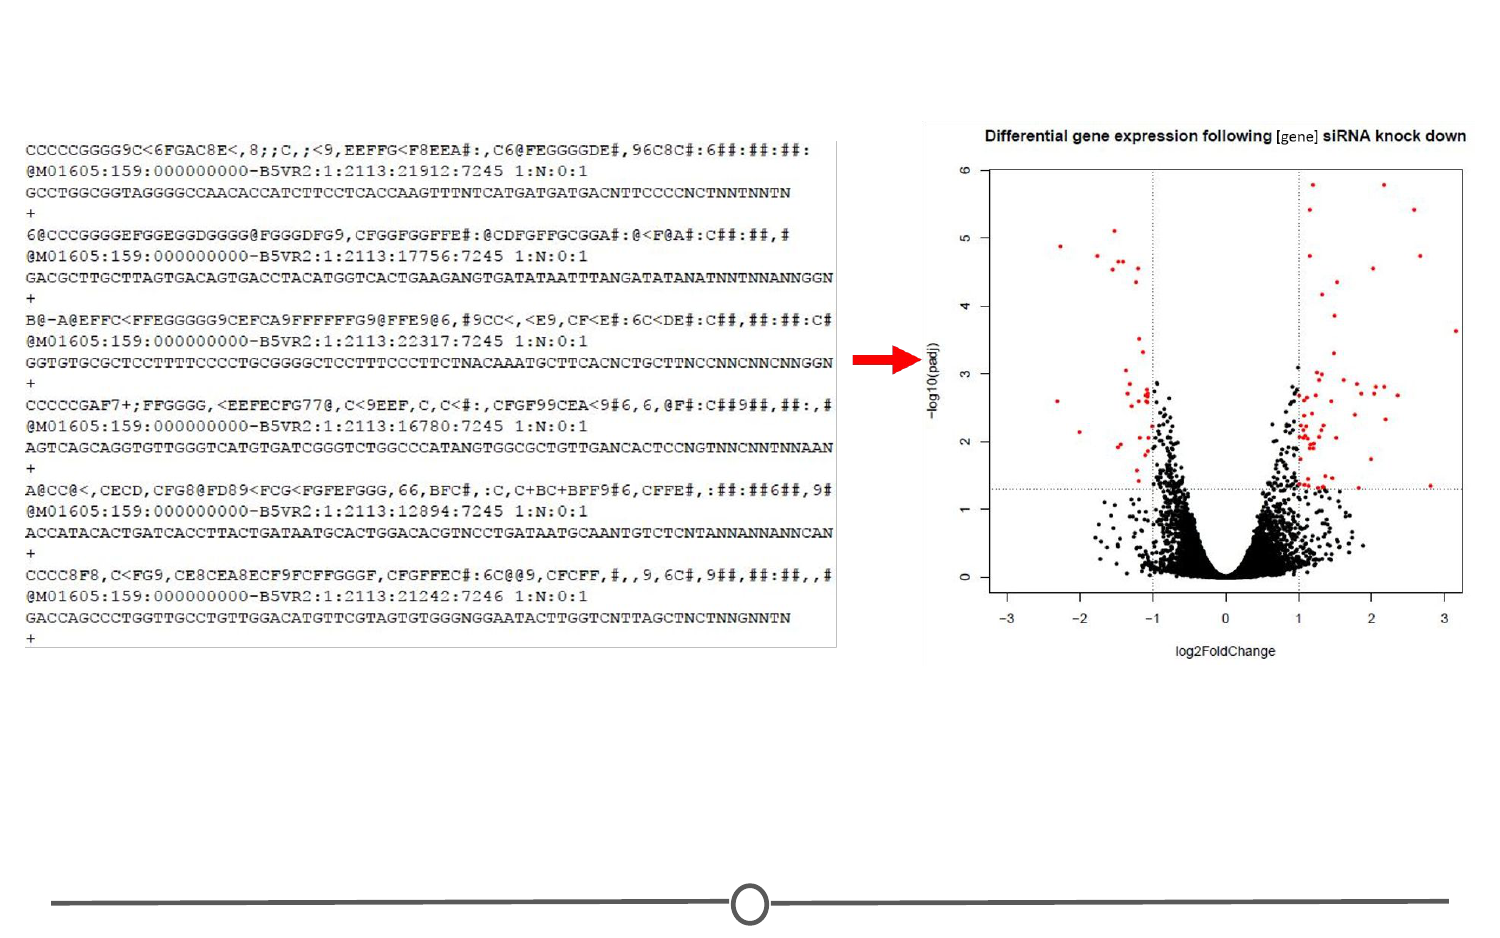 CCCCCGGGG9C<6FGAC8E<,8;;C,;<9,EEFFG<F8EEA#:,C6@FEGGGGDE#,96C8C#:6##:##:##:
@M01605:159:000000000-B5VR2:1:2113:21912:7245 1:N:0:1
GCCTGGCGGTAGGGGCCAACACCATCTTCCTCACCAAGTTTNTCATGATGATGACNTTCCCCNCTNNTNNTN
+
6@CCCGGGGEFGGEGGDGGGG@FGGGDFG9,CFGGFGGFFE#:@CDFGFFGCGGA#:@<F@A#:C##:##,#
@M01605:159:000000000-B5VR2:1:2113:17756:7245 1:N:0:1
GACGCTTGCTTAGTGACAGTGACCTACATGGTCACTGAAGANGTGATATAATTTANGATATANATNNTNNANNGGN
+
B@-A@EFFC<FFEGGGGG9CEFCA9FFFFFFG9@FFE9@6,#9CC<,<E9,CF<E#:6C<DE#:C##,##:##:C#
@M01605:159:000000000-B5VR2:1:2113:22317:7245 1:N:0:1
GGTGTGCGCTCCTTTTCCCCTGCGGGGCTCCTTTCCCTTCTNACAAATGCTTCACNCTGCTTNCCNNCNNCNNGGN
+
CCCCCGAF7+;FFGGGG,<EEFECFG77@,C<9EEF,C,C<#:,CFGF99CEA<9#6,6,@F#:C##9##,##:,#
@M01605:159:000000000-B5VR2:1:2113:16780:7245 1:N:0:1
AGTCAGCAGGTGTTGGGTCATGTGATCGGGTCTGGCCCATANGTGGCGCTGTTGANCACTCCNGTNNCNNTNNAAN
+
A@CC@<,CECD,CFG8@FD89<FCG<FGFEFGGG,66,BFC#,:C,C+BC+BFF9#6,CFFE#,:##:##6##,9#
@M01605:159:000000000-B5VR2:1:2113:12894:7245 1:N:0:1
ACCATACACTGATCACCTTACTGATAATGCACTGGACACGTNCCTGATAATGCAANTGTCTCNTANNANNANNCAN
+
CCCC8F8,C<FG9,CE8CEA8ECF9FCFFGGGF,CFGFFEC#:6C@@9,CFCFF,#,,9,6C#,9##,##:##,,#
@M01605:159:000000000-B5VR2:1:2113:21242:7246 1:N:0:1
GACCAGCCCTGGTTGCCTGTTGGACATGTTCGTAGTGTGGGNGGAATACTTGGTCNTTAGCTNCTNNGNNTN
+
Differential gene expression following [gene] siRNA knock down
6
5
4
3
2
1
0
-log10(padj)
−3 −2 −1 0 1 2 3
log2FoldChange